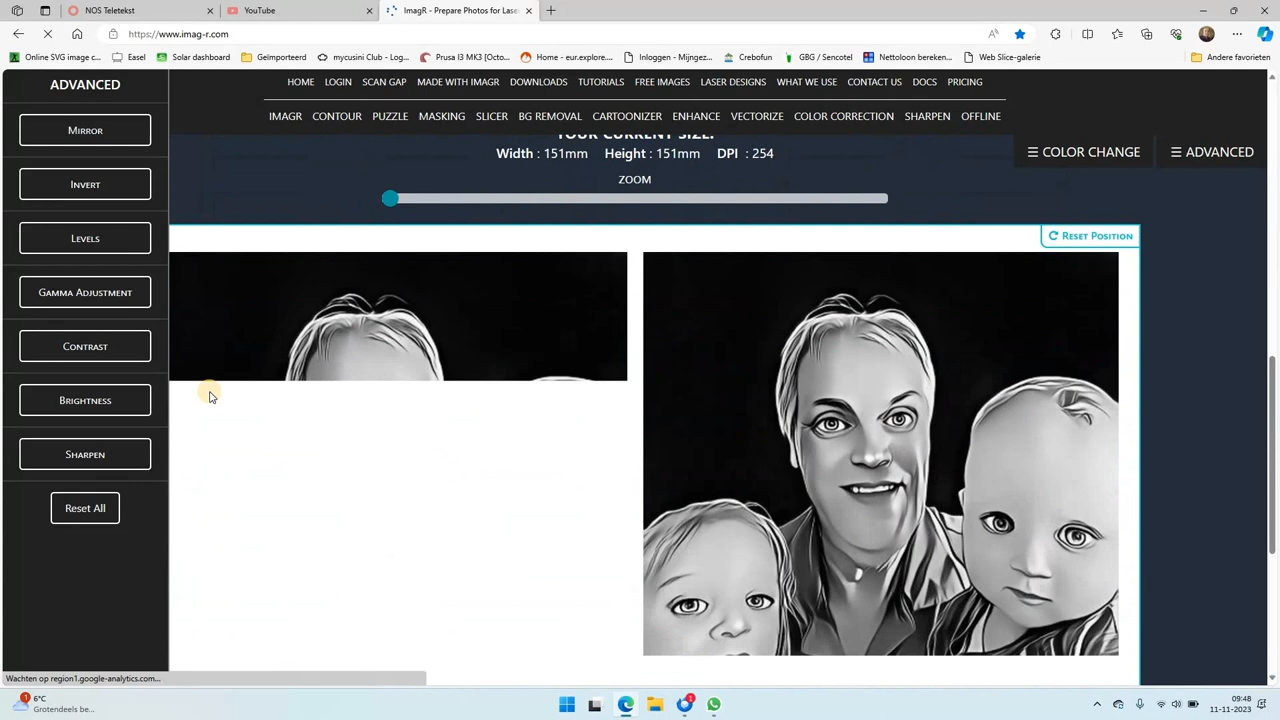 NOS Teletekst
YouTube
ImagR - Prepare Photos for Laser
https://www.imag-r.com
Online SVG image c...
Easel
Solar dashboard
Geïmporteerd
mycusini Club - Log...
Prusa I3 MK3 [Octo...
Home - eur.explore...
Inloggen - Mijngez...
Crebofun
GBG / Sencotel
Nettoloon bereken...
Web Slice-galerie
Andere favorieten
ADVANCED
HOME LOGIN SCAN GAP MADE WITH IMAGR DOWNLOADS TUTORIALS FREE IMAGES LASER DESIGNS WHAT WE USE CONTACT US DOCS PRICING
IMAGR CONTOUR PUZZLE MASKING SLICER BG REMOVAL CARTOONIZER ENHANCE VECTORIZE COLOR CORRECTION SHARPEN OFFLINE
YOUR CURRENT SIZE:
Width : 151mm Height : 151mm DPI : 254
☰ COLOR CHANGE
☰ ADVANCED
ZOOM
Reset Position
Mirror
Invert
Levels
Gamma Adjustment
Contrast
Brightness
Sharpen
Reset All
Wachten op region1.google-analytics.com...
1
6°C
Grotendeels be...
1
09:48
11-11-2023